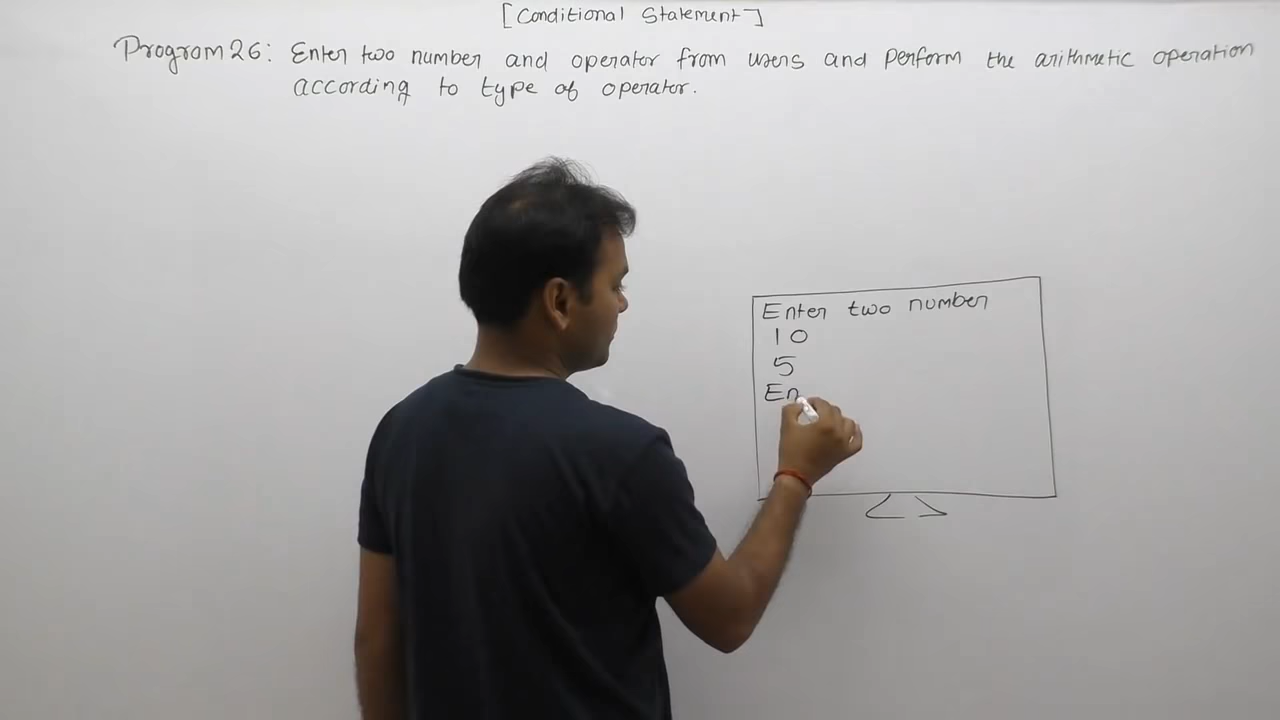 [Conditional Statement]
Program 26: Enter two number and operator from users and perform the arithmetic operation
according to type of operator.
Enter two number
10
5
En